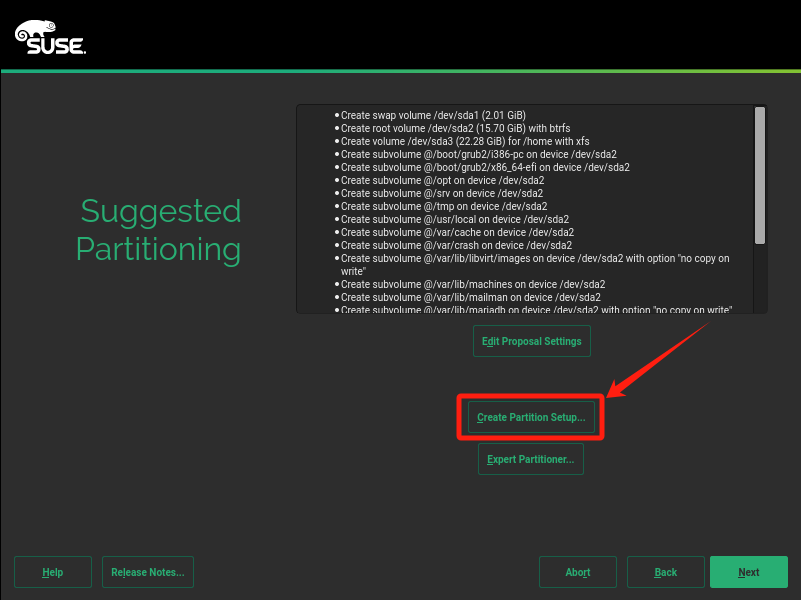 SUSE.
Suggested
Partitioning
Create swap volume /dev/sda1 (2.01 GiB)
Create root volume /dev/sda2 (15.70 GiB) with btrfs
Create volume /dev/sda3 (22.28 GiB) for /home with xfs
Create subvolume @/boot/grub2/i386-pc on device /dev/sda2
Create subvolume @/boot/grub2/x86_64-efi on device /dev/sda2
Create subvolume @/opt on device /dev/sda2
Create subvolume @/srv on device /dev/sda2
Create subvolume @/tmp on device /dev/sda2
Create subvolume @/usr/local on device /dev/sda2
Create subvolume @/var/cache on device /dev/sda2
Create subvolume @/var/crash on device /dev/sda2
Create subvolume @/var/lib/libvirt/images on device /dev/sda2 with option "no copy on
write"
Create subvolume @/var/lib/machines on device /dev/sda2
Create subvolume @/var/lib/mailman on device /dev/sda2
Create subvolume @/var/lib/mariadb on device /dev/sda2 with option "no copy on write"
Edit Proposal Settings
Create Partition Setup...
Expert Partitioner...
Help
Release Notes...
Abort
Back
Next